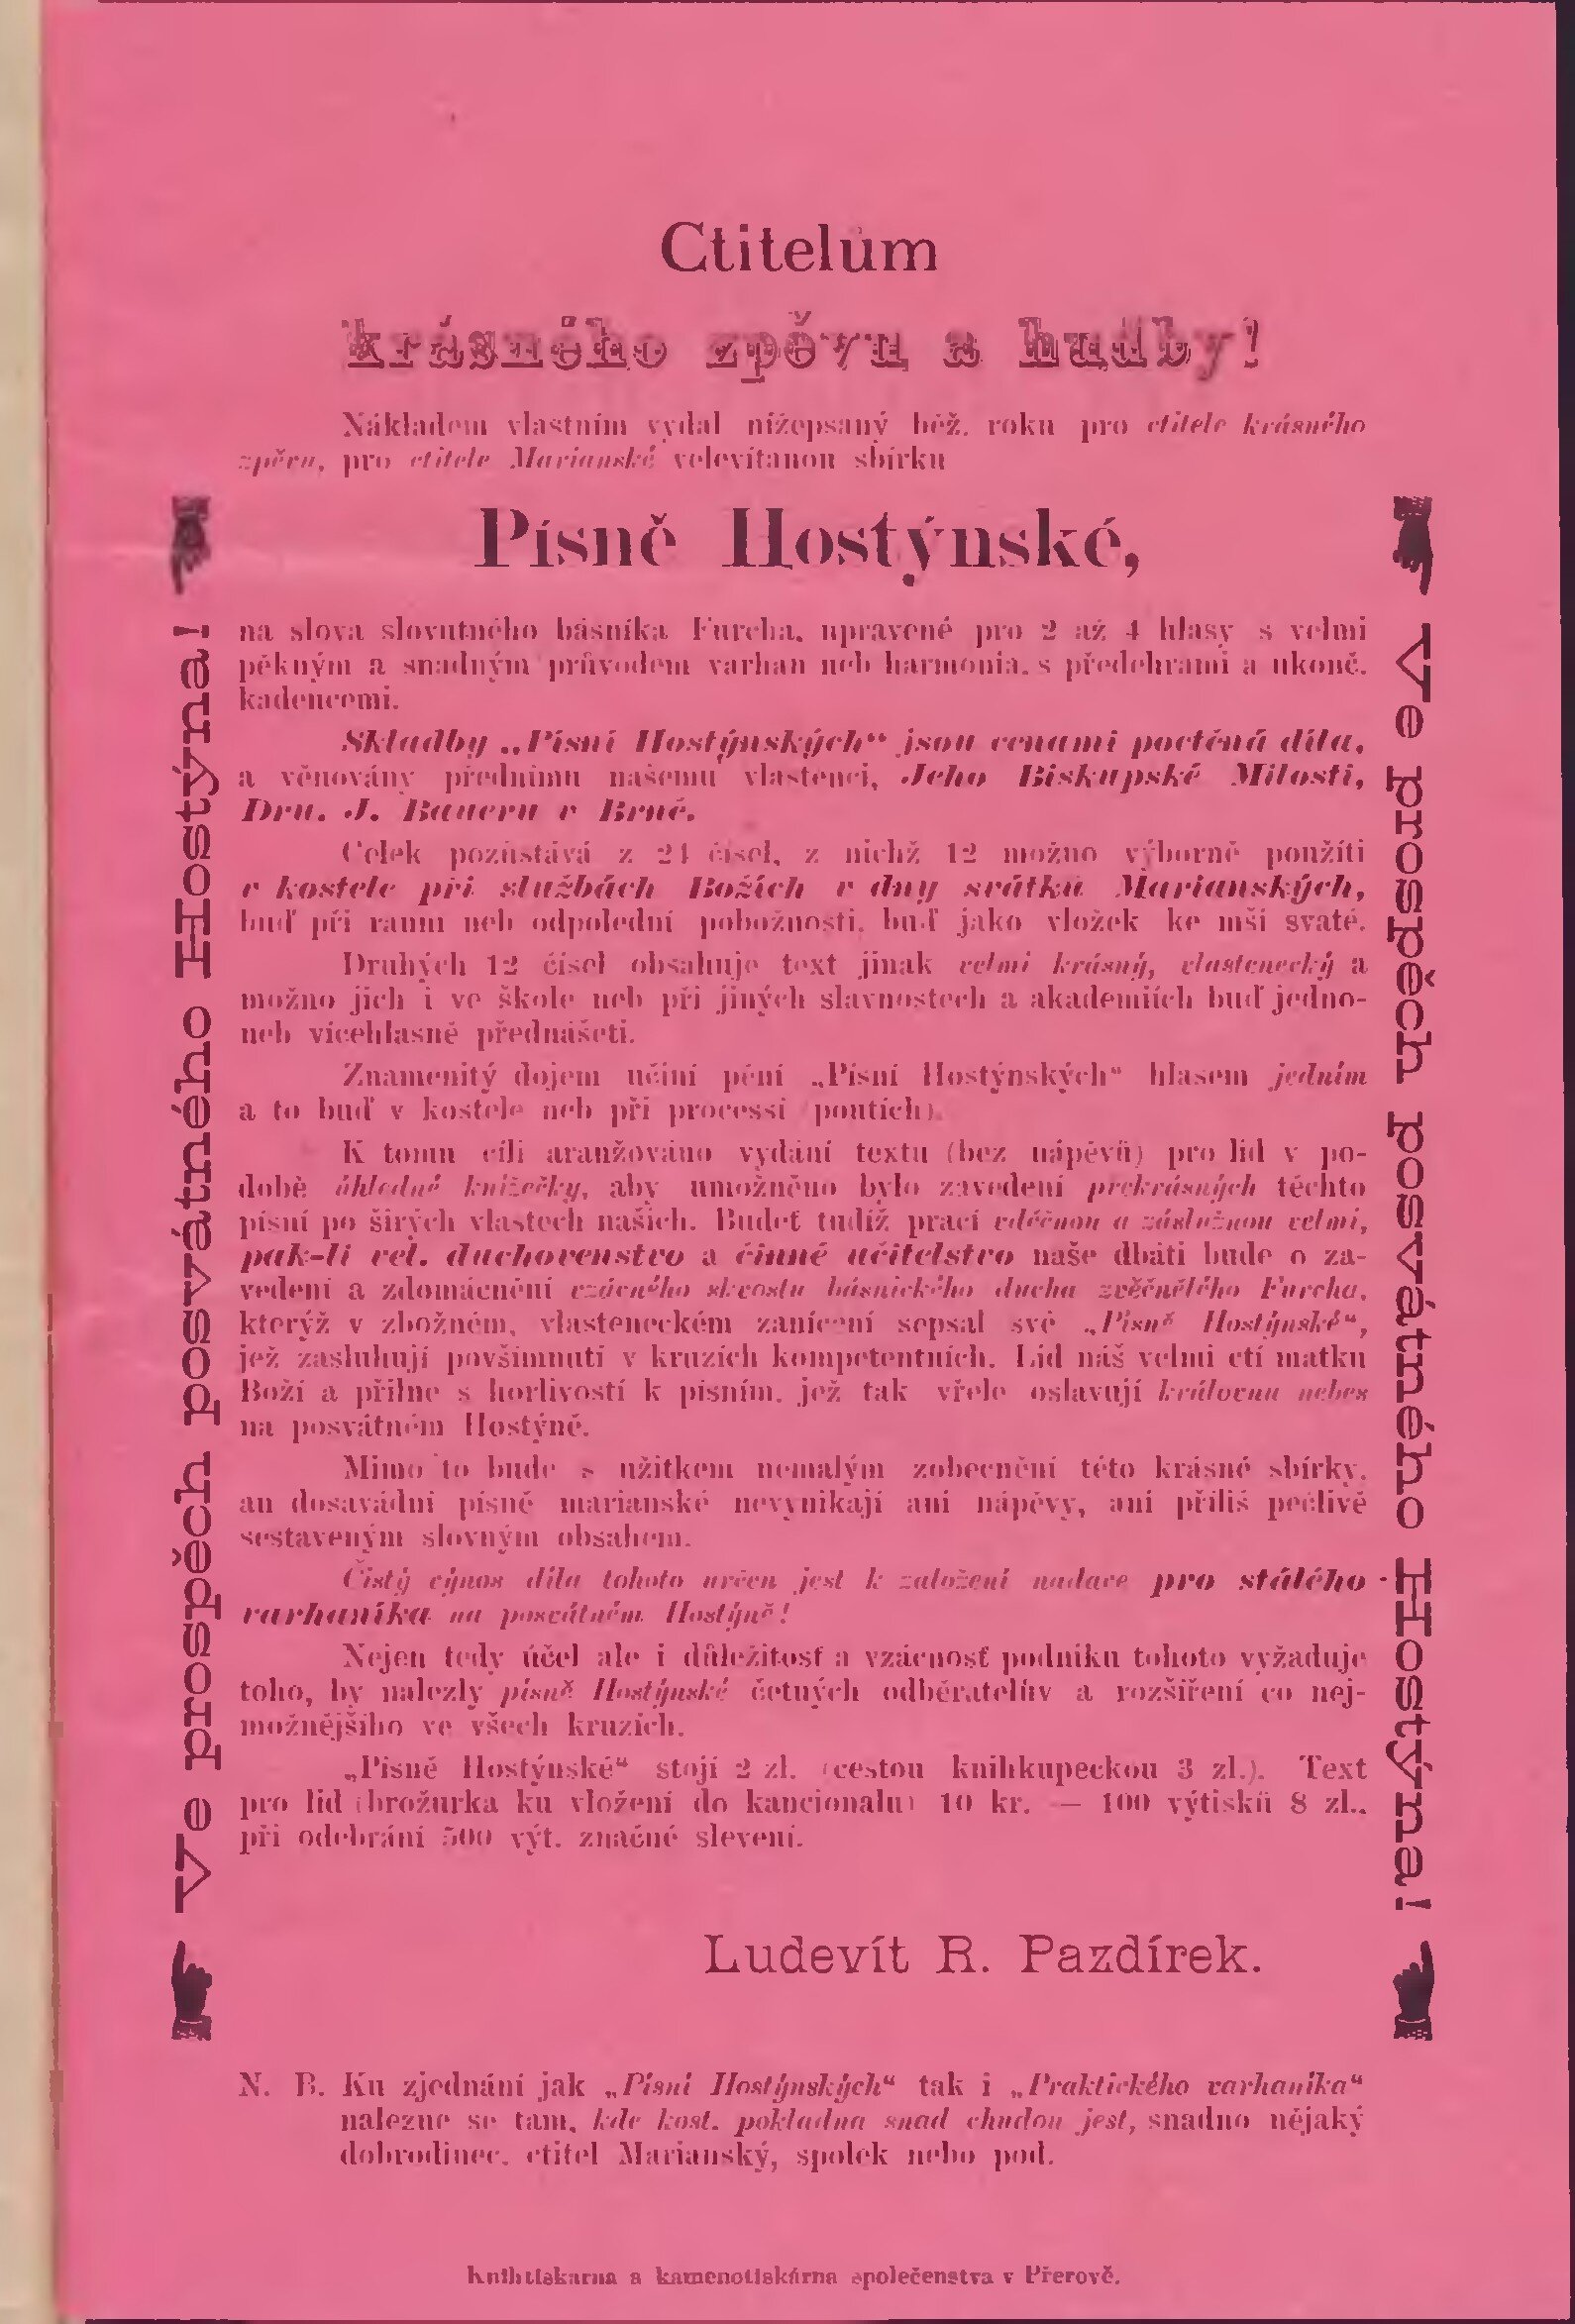 Ctitelům
krásného zpěvu a hudby!
Nákladem vlastním vydal nížepsaný běž. roku pro ctitele krásného
zpěvu, pro ctitele Marianské velevítanou sbírku
Písně Hostýnské,
na slova slovutného básníka Furcha, upravené pro 2 až 4 hlasy s velmi
pěkným a snadným průvodem varhan neb harmonia, s předehrami a ukonč.
kadencemi.
Skladby „Písní Hostýnských“ jsou cenami poctěná díla,
a věnovány přednímu našemu vlastenci, Jeho Biskupské Milosti,
Dru. J. Baueru v Brně.
Celek pozůstává z 24 čísel, z nichž 12 možno výborně použíti
v kostele při službách Božích v dny svátků Marianských,
buď při ranní neb odpolední pobožnosti, buď jako vložek ke mši svaté.
Druhých 12 čísel obsahuje text jinak velmi krásný, vlastenecký a
možno jich i ve škole neb při jiných slavnostech a akademiích buď jedno-
neb vícehlasně přednášeti.
Znamenitý dojem učiní pění „Písní Hostýnských“ hlasem jedním
a to buď v kostele neb při processí (poutích).
K tomu cíli aranžováno vydání textu (bez nápěvů) pro lid v po-
době úhledné knížečky, aby umožněno bylo zavedení překrásných těchto
písní po širých vlastech našich. Budeť tudíž prací vděčnou a záslužnou velmi,
pak-li vel. duchovenstvo a činné učitelstvo naše dbáti bude o za-
vedení a zdomácnění vzácného skvostu básnického ducha zvěčnělého Furcha,
kterýž v zbožném, vlasteneckém zanícení sepsal své „Písně Hostýnské“,
jež zasluhují povšimnutí v kruzích kompetentních. Lid náš velmi ctí matku
Boží a přilne s horlivostí k písním, jež tak vřele oslavují královnu nebes
na posvátném Hostýně.
Mimo to bude s užitkem nemalým zobecnění této krásné sbírky,
an dosavádní písně marianské nevynikají ani nápěvy, ani příliš pečlivě
sestaveným slovným obsahem.
Čistý výnos díla tohoto určen jest k založení nadace pro stálého
varhaníka na posvátném Hostýně!
Nejen tedy účel ale i důležitosť a vzácnosť podniku tohoto vyžaduje
toho, by nalezly písně Hostýnské četných odběratelův a rozšíření co nej-
možnějšího ve všech kruzích.
„Písně Hostýnské“ stojí 2 zl. (cestou knihkupeckou 3 zl.). Text
pro lid (brožurka ku vložení do kancionalu) 10 kr. — 100 výtisků 8 zl.,
při odebrání 500 výt. značné slevení.
Ludevít R. Pazdírek.
☛ Ve prospěch posvátného Hostýna! ☚
☛ Ve prospěch posvátného Hostýna! ☚
N. B. Ku zjednání jak „Písní Hostýnských“ tak i „Praktického varhaníka“
nalezne se tam, kde kost. pokladna snad chudou jest, snadno nějaký
dobrodinec, ctitel Marianský, spolek nebo pod.
Knihtiskarna a kamenotiskárna společenstva v Přerově.